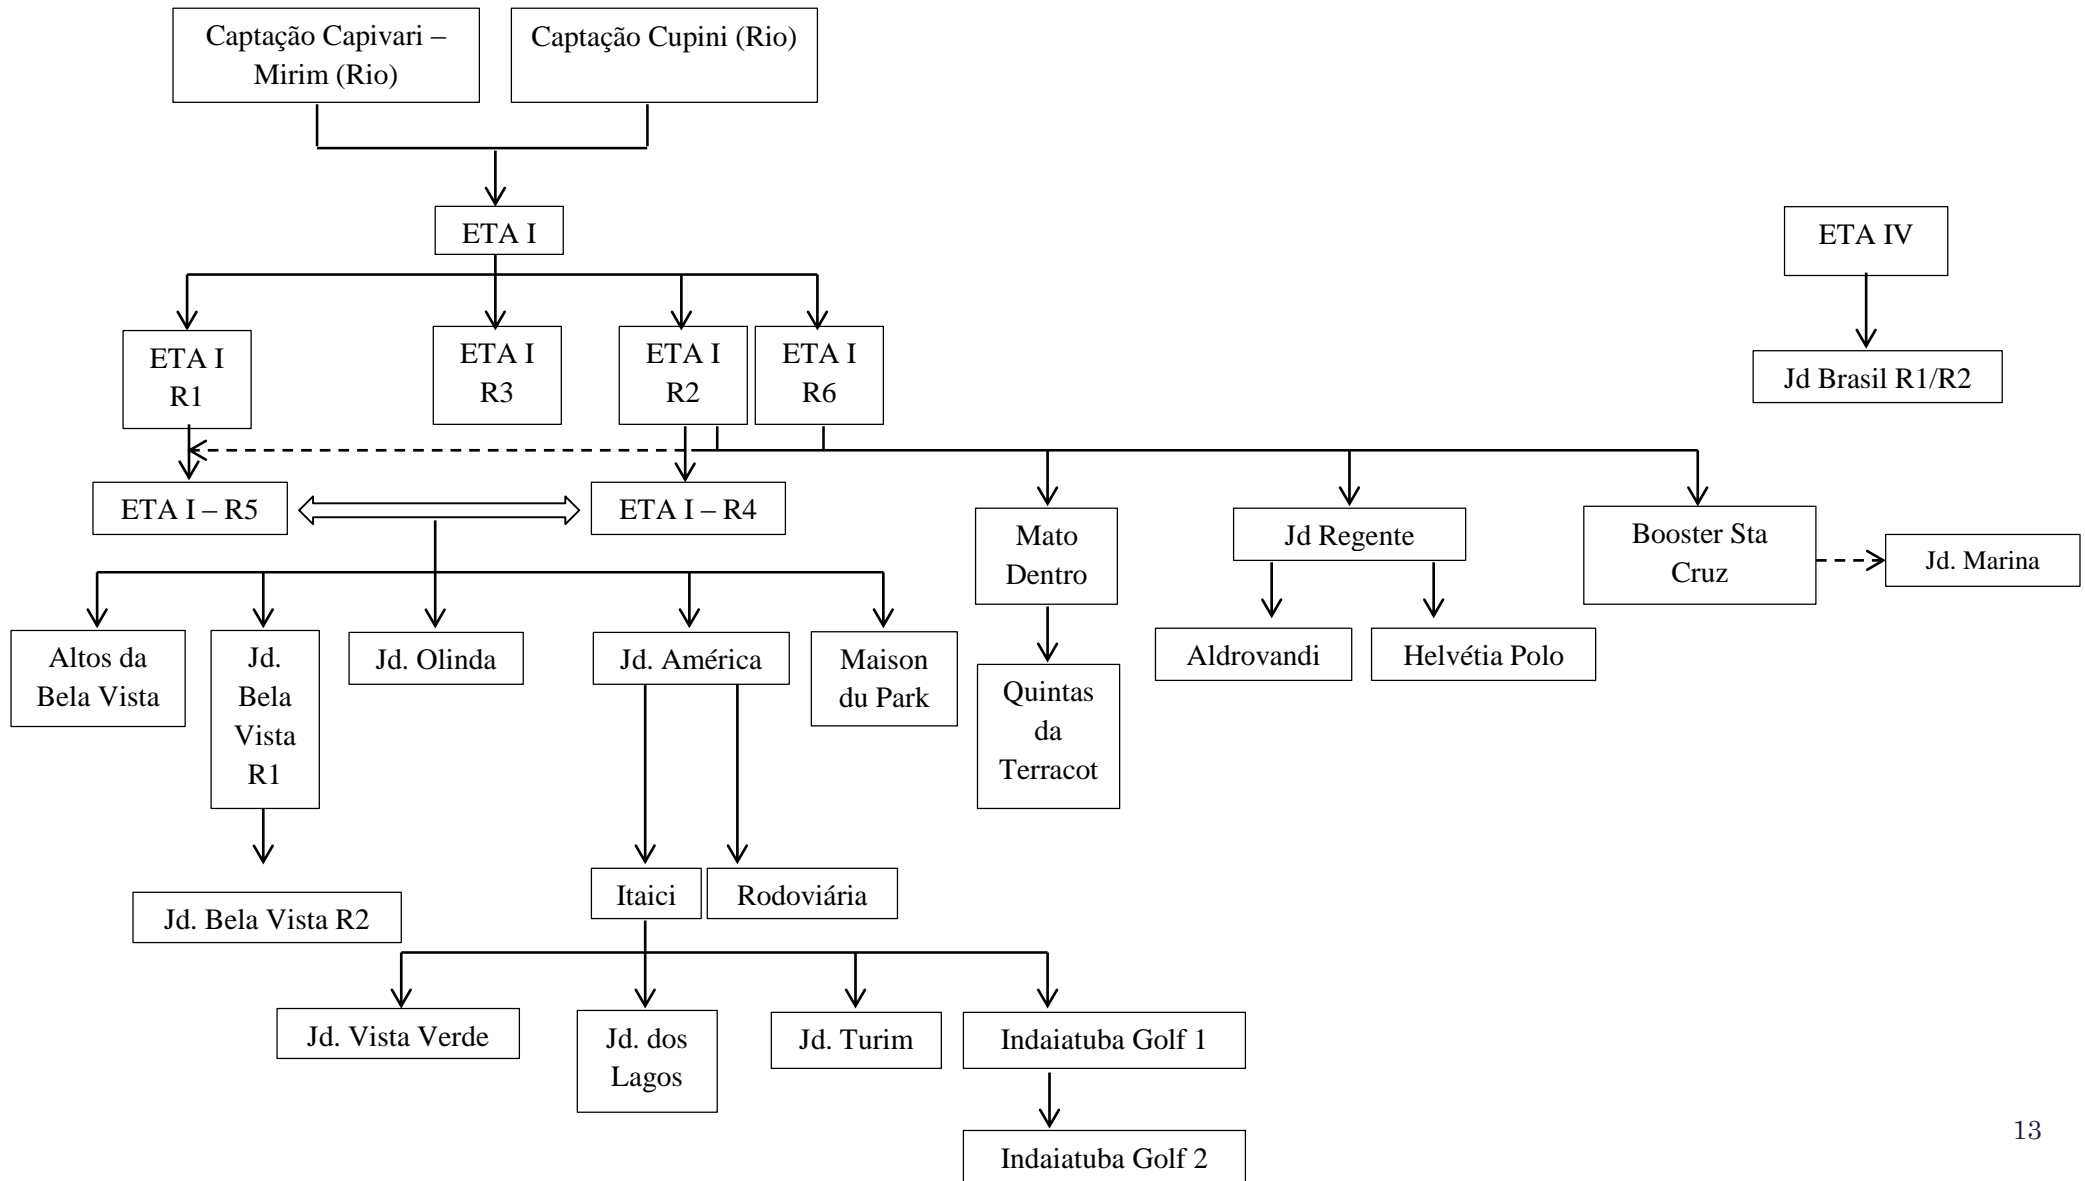 Captação Capivari –
Mirim (Rio)
Captação Cupini (Rio)
ETA I
ETA IV
ETA I
R1
ETA I
R3
ETA I
R2
ETA I
R6
Jd Brasil R1/R2
ETA I – R5
ETA I – R4
Mato
Dentro
Jd Regente
Booster Sta
Cruz
Jd. Marina
Altos da
Bela Vista
Jd.
Bela
Vista
R1
Jd. Olinda
Jd. América
Maison
du Park
Aldrovandi
Helvétia Polo
Quintas
da
Terracot
Jd. Bela Vista R2
Itaici
Rodoviária
Jd. Vista Verde
Jd. dos
Lagos
Jd. Turim
Indaiatuba Golf 1
Indaiatuba Golf 2
13